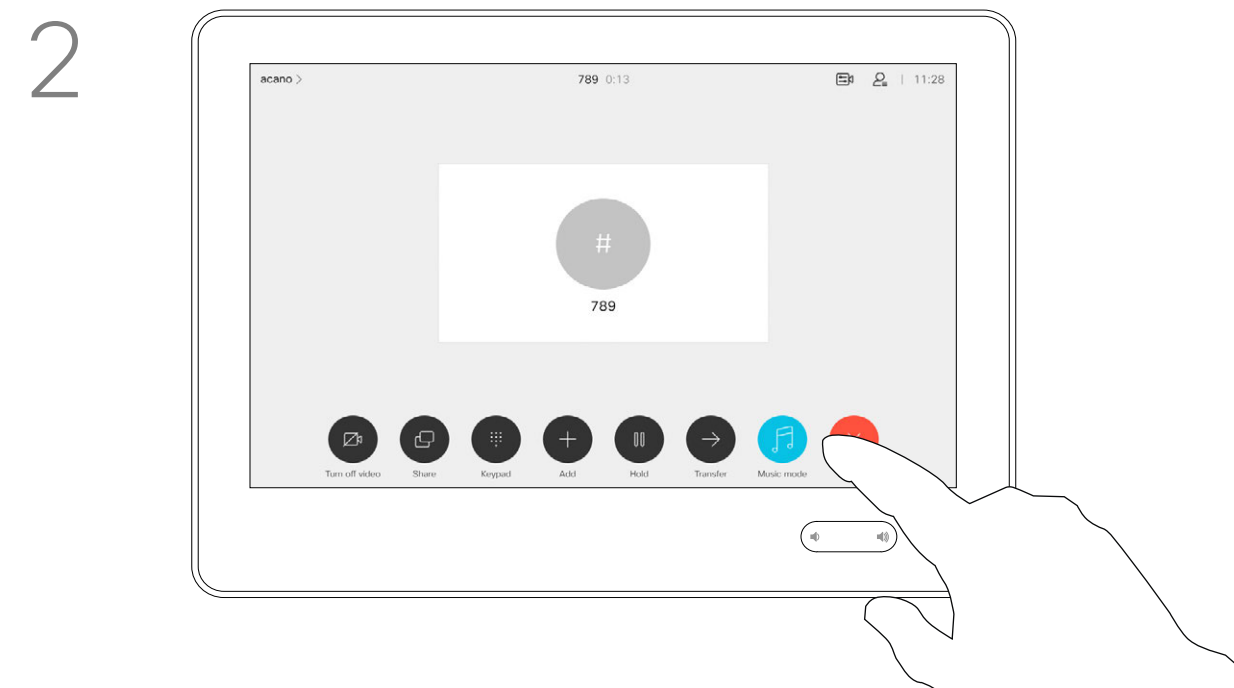 2
acano > 789 0:13 | 11:28
#
789
Turn off video Share Keypad Add Hold Transfer Music mode